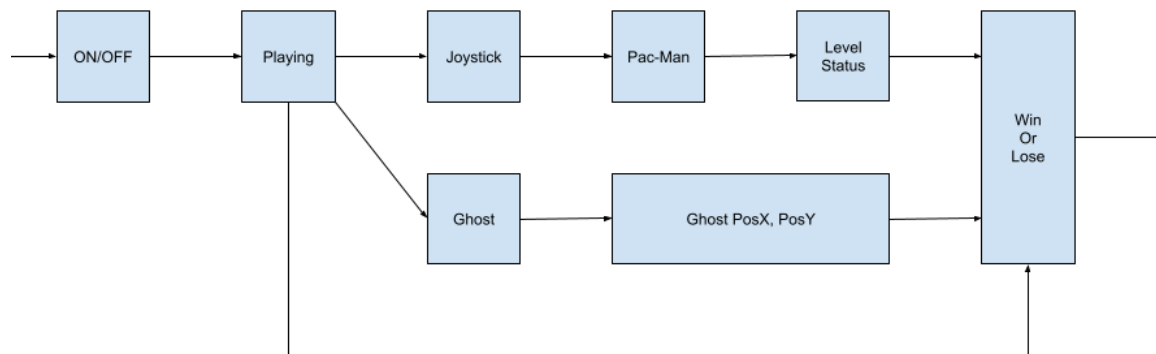 ON/OFF
Playing
Joystick
Pac-Man
Level
Status
Win
Or
Lose
Ghost
Ghost PosX, PosY